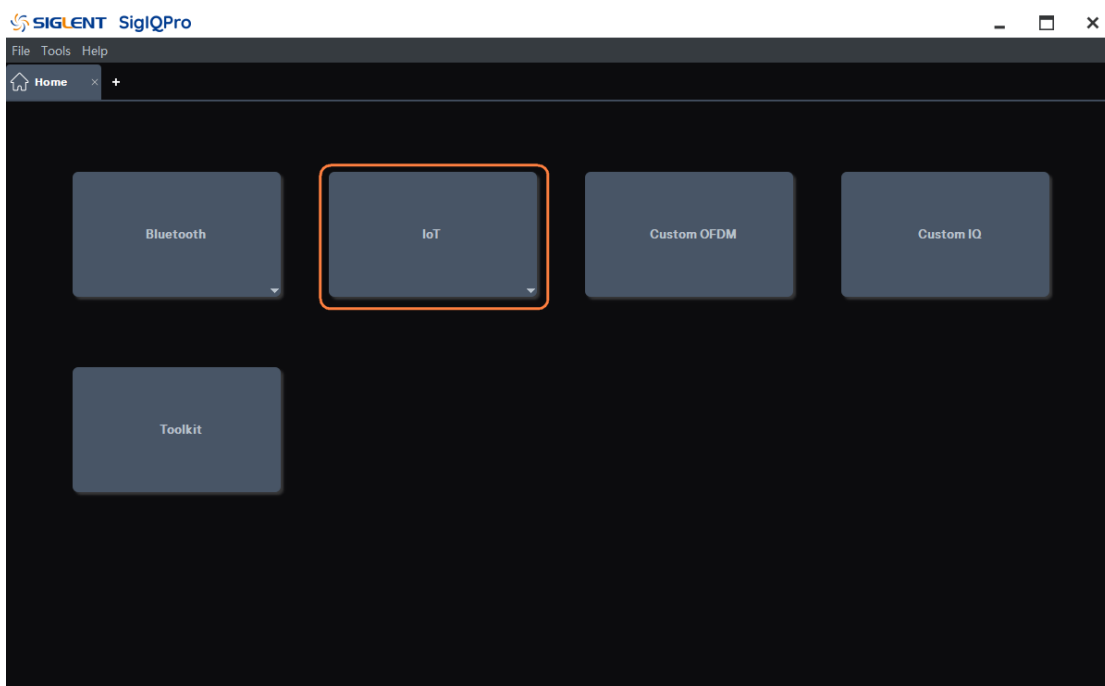 SIGLENT SigIQPro
File Tools Help
Home
Bluetooth IoT Custom OFDM Custom IQ
Toolkit